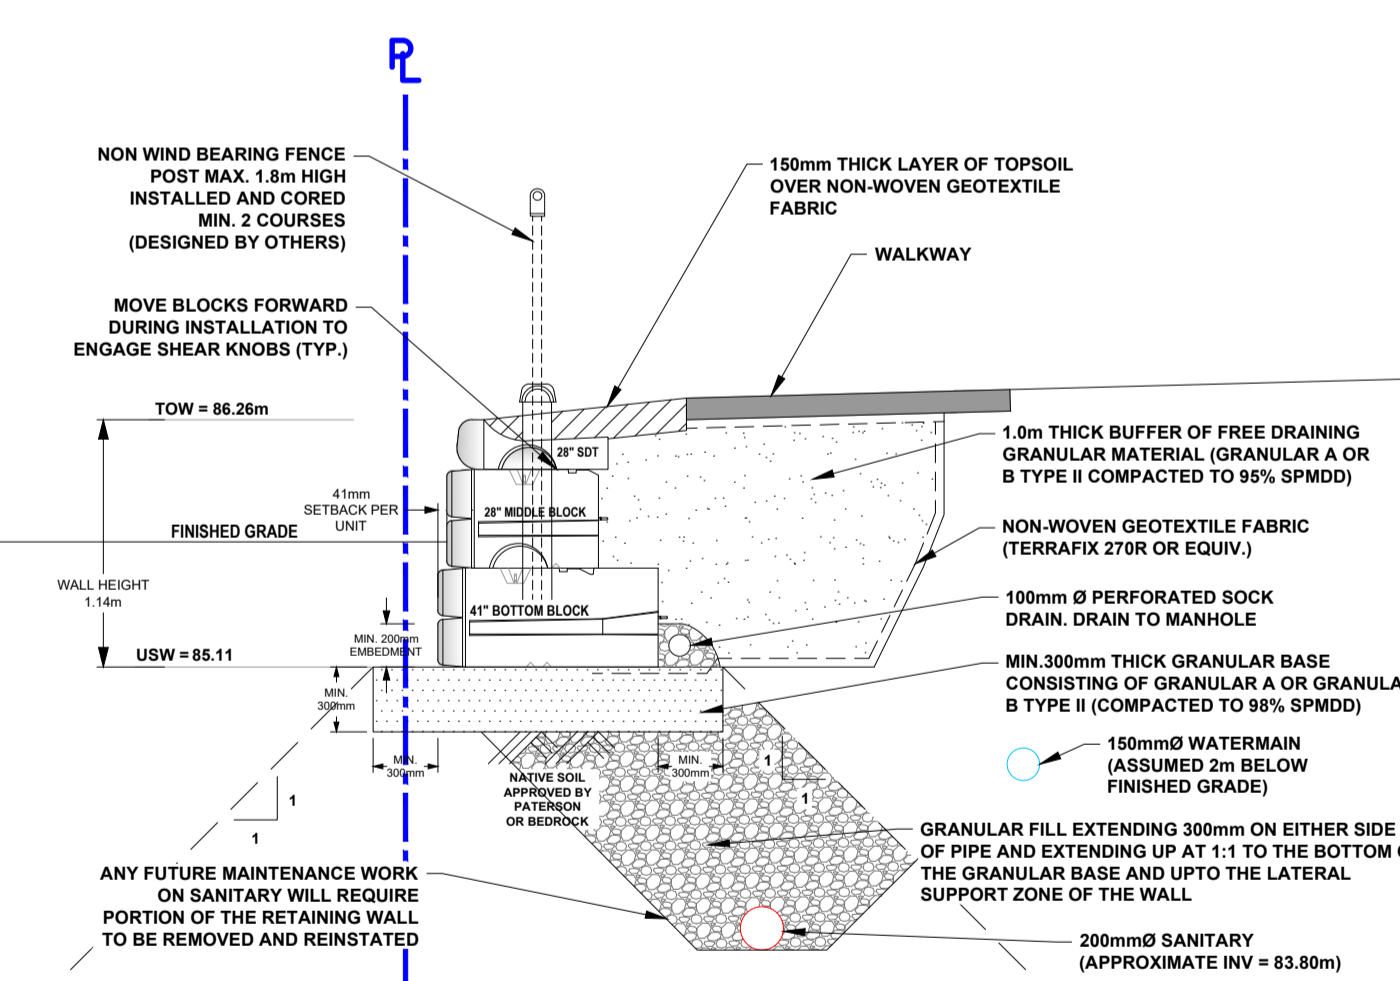 PL
NON WIND BEARING FENCE
POST MAX. 1.8m HIGH
INSTALLED AND CORED
MIN. 2 COURSES
(DESIGNED BY OTHERS)
150mm THICK LAYER OF TOPSOIL
OVER NON-WOVEN GEOTEXTILE
FABRIC
WALKWAY
MOVE BLOCKS FORWARD
DURING INSTALLATION TO
ENGAGE SHEAR KNOBS (TYP.)
TOW = 86.26m
28" SDT
1.0m THICK BUFFER OF FREE DRAINING
GRANULAR MATERIAL (GRANULAR A OR
B TYPE II COMPACTED TO 95% SPMDD)
41mm
SETBACK PER
UNIT
28" MIDDLE BLOCK
FINISHED GRADE
NON-WOVEN GEOTEXTILE FABRIC
(TERRAFIX 270R OR EQUIV.)
WALL HEIGHT
1.14m
41" BOTTOM BLOCK
100mm Ø PERFORATED SOCK
DRAIN. DRAIN TO MANHOLE
MIN. 200mm
EMBEDMENT
USW = 85.11
MIN.300mm THICK GRANULAR BASE
CONSISTING OF GRANULAR A OR GRANULA
B TYPE II (COMPACTED TO 98% SPMDD)
MIN.
300mm
MIN.
300mm
MIN.
300mm
150mmØ WATERMAIN
(ASSUMED 2m BELOW
FINISHED GRADE)
NATIVE SOIL
APPROVED BY
PATERSON
OR BEDROCK
1
1
1
1
GRANULAR FILL EXTENDING 300mm ON EITHER SIDE
OF PIPE AND EXTENDING UP AT 1:1 TO THE BOTTOM
THE GRANULAR BASE AND UPTO THE LATERAL
SUPPORT ZONE OF THE WALL
ANY FUTURE MAINTENANCE WORK
ON SANITARY WILL REQUIRE
PORTION OF THE RETAINING WALL
TO BE REMOVED AND REINSTATED
200mmØ SANITARY
(APPROXIMATE INV = 83.80m)